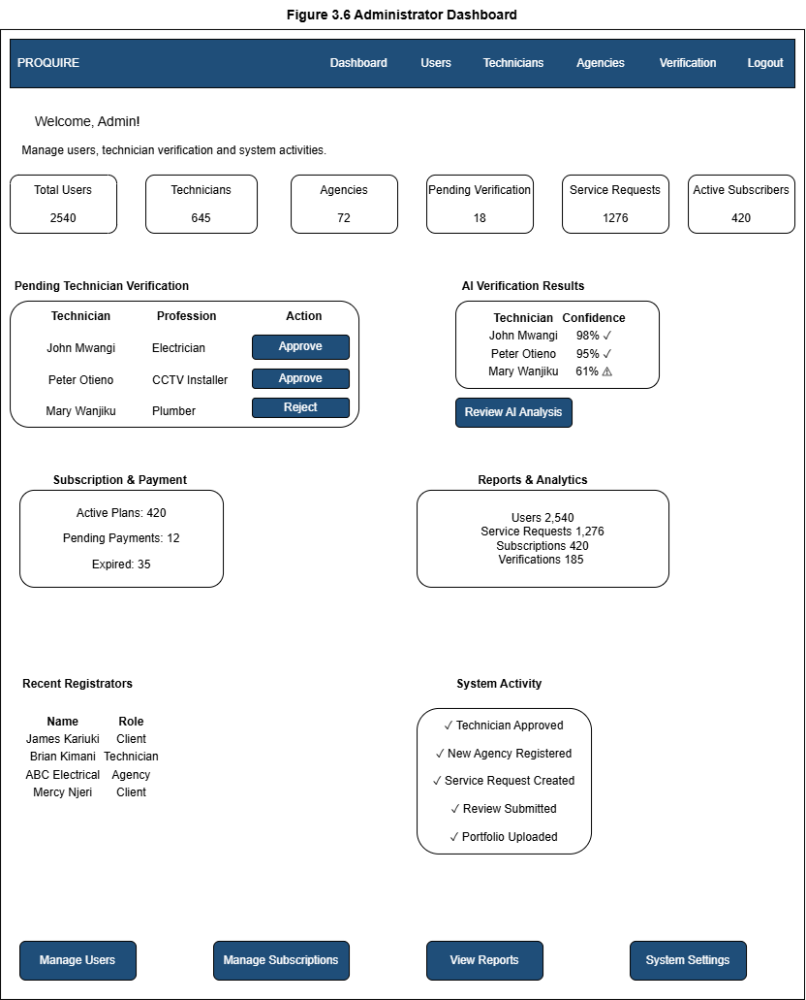 Figure 3.6 Administrator Dashboard
PROQUIRE Dashboard Users Technicians Agencies Verification Logout
Welcome, Admin!
Manage users, technician verification and system activities.
Total Users Technicians Agencies Pending Verification Service Requests Active Subscribers
2540 645 72 18 1276 420
Pending Technician Verification
Technician Profession Action
John Mwangi Electrician Approve
Peter Otieno CCTV Installer Approve
Mary Wanjiku Plumber Reject
AI Verification Results
Technician Confidence
John Mwangi 98% ✓
Peter Otieno 95% ✓
Mary Wanjiku 61% ⚠
Review AI Analysis
Subscription & Payment
Active Plans: 420
Pending Payments: 12
Expired: 35
Reports & Analytics
Users 2,540
Service Requests 1,276
Subscriptions 420
Verifications 185
Recent Registrators
Name Role
James Kariuki Client
Brian Kimani Technician
ABC Electrical Agency
Mercy Njeri Client
System Activity
✓ Technician Approved
✓ New Agency Registered
✓ Service Request Created
✓ Review Submitted
✓ Portfolio Uploaded
Manage Users Manage Subscriptions View Reports System Settings